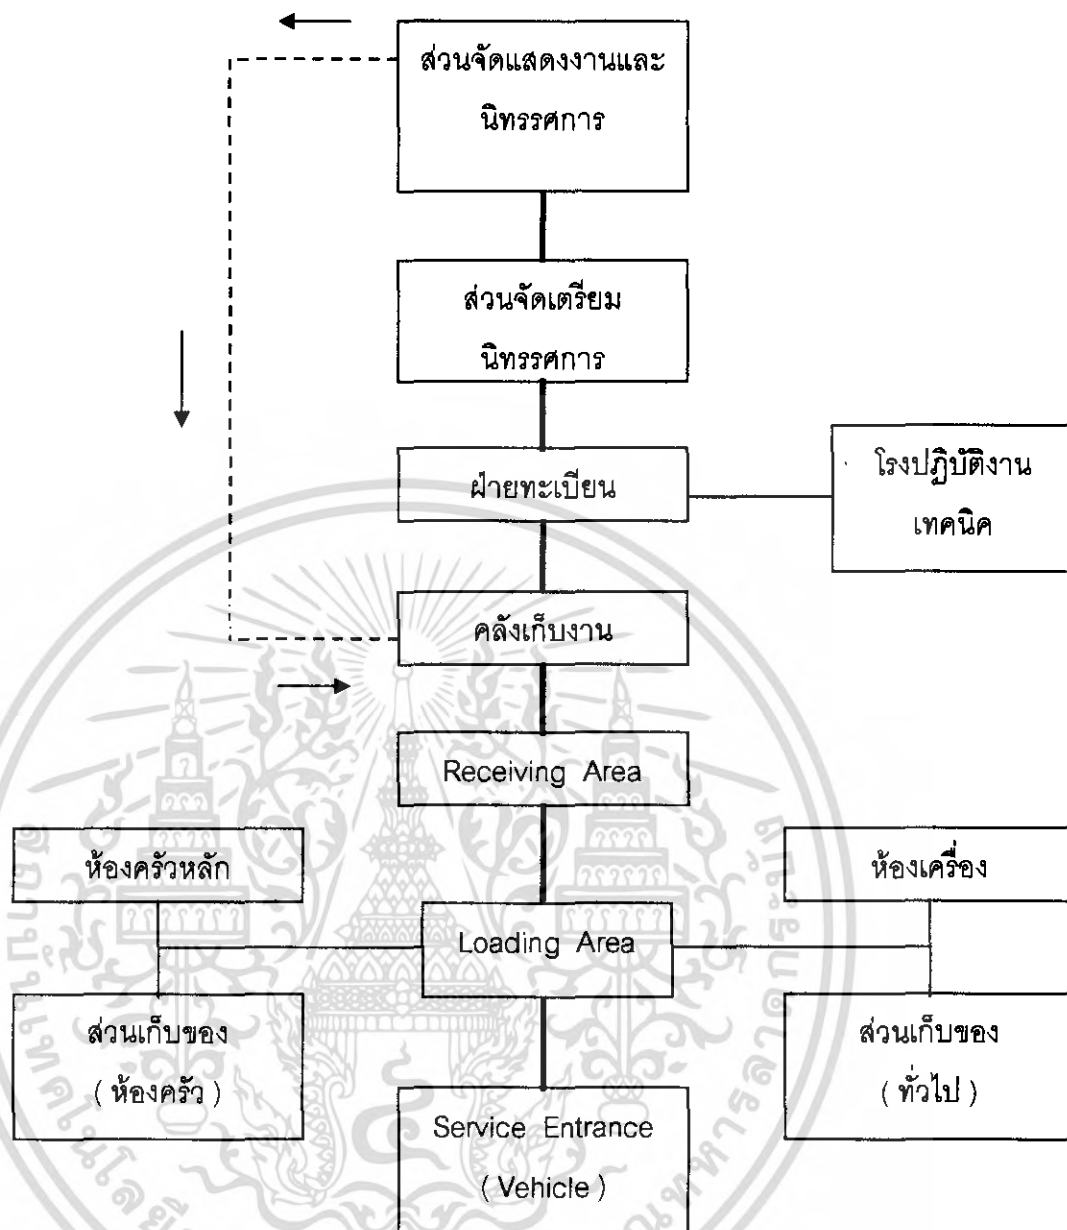 ส่วนจัดแสดงงานและ
นิทรรศการ
ส่วนจัดเตรียม
นิทรรศการ
ฝ่ายทะเบียน
โรงปฏิบัติงาน
เทคนิค
คลังเก็บงาน
Receiving Area
ห้องครัวหลัก
ห้องเครื่อง
Loading Area
ส่วนเก็บของ
( ห้องครัว )
ส่วนเก็บของ
( ทั่วไป )
Service Entrance
( Vehicle )